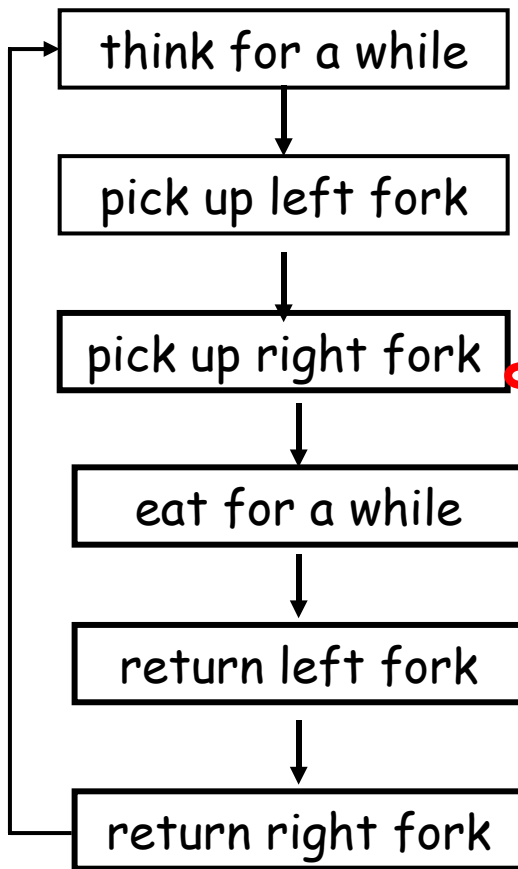 think for a while
pick up left fork
pick up right fork
eat for a while
return left fork
return right fork